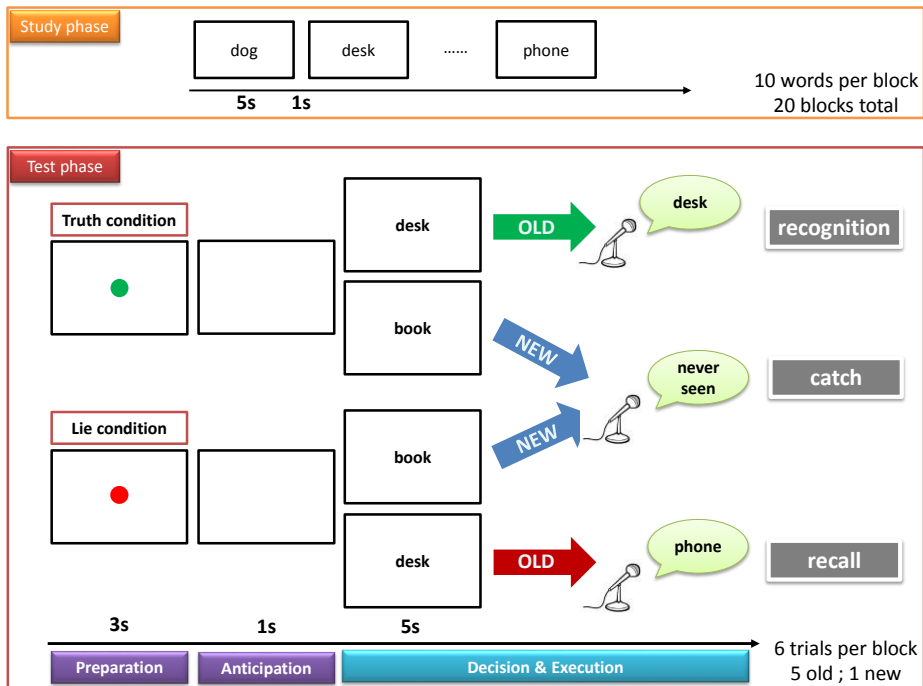 Study phase
dog
desk
......
phone
5s
1s
10 words per block
20 blocks total
Test phase
Truth condition
desk
OLD
desk
recognition
book
NEW
never
seen
catch
Lie condition
book
NEW
desk
OLD
phone
recall
3s
1s
5s
Preparation
Anticipation
Decision & Execution
6 trials per block
5 old ; 1 new